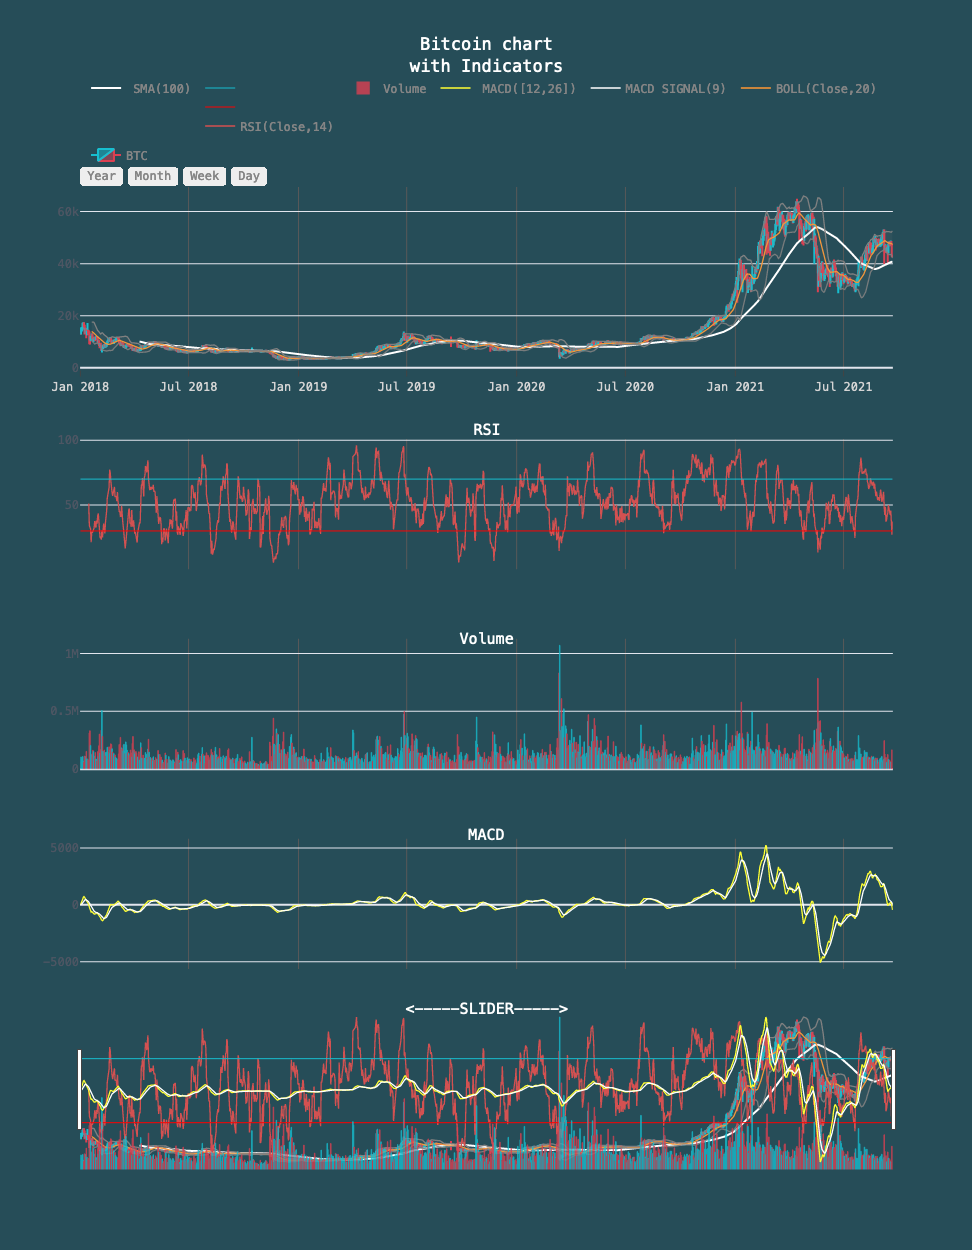 Bitcoin chart
with Indicators
SMA(100) Volume MACD([12,26]) MACD SIGNAL(9) BOLL(Close,20)
RSI(Close,14)
BTC
Year Month Week Day
60k
40k
20k
0
Jan 2018 Jul 2018 Jan 2019 Jul 2019 Jan 2020 Jul 2020 Jan 2021 Jul 2021
RSI
100
50
Volume
1M
0.5M
0
MACD
5000
0
−5000
<-----SLIDER----->